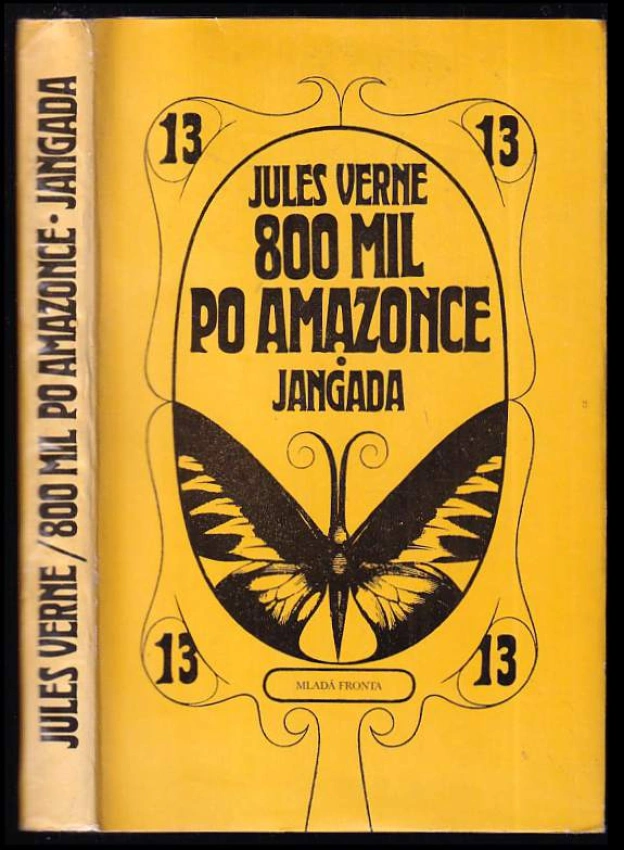 JULES VERNE / 800 MIL PO AMAZONCE • JANGADA
13
13
JULES VERNE
800 MIL
PO AMAZONCE
•
JANGADA
13
13
MLADÁ FRONTA